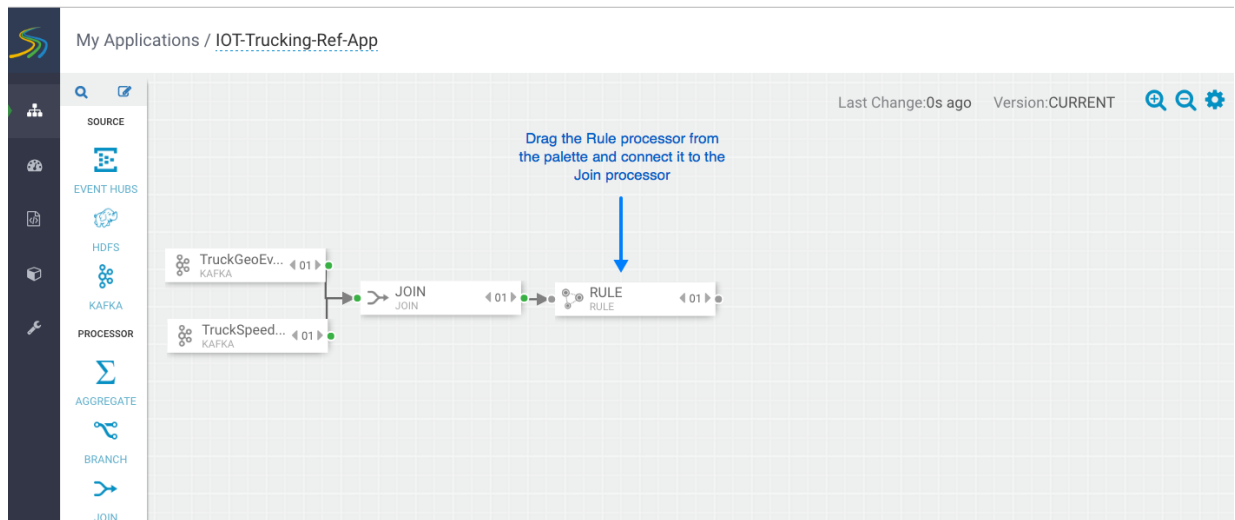 My Applications / IOT-Trucking-Ref-App
Last Change:0s ago Version:CURRENT
SOURCE
EVENT HUBS
HDFS
KAFKA
PROCESSOR
AGGREGATE
BRANCH
JOIN
Drag the Rule processor from
the palette and connect it to the
Join processor
TruckGeoEv... 01
KAFKA
TruckSpeed... 01
KAFKA
JOIN 01
JOIN
RULE 01
RULE